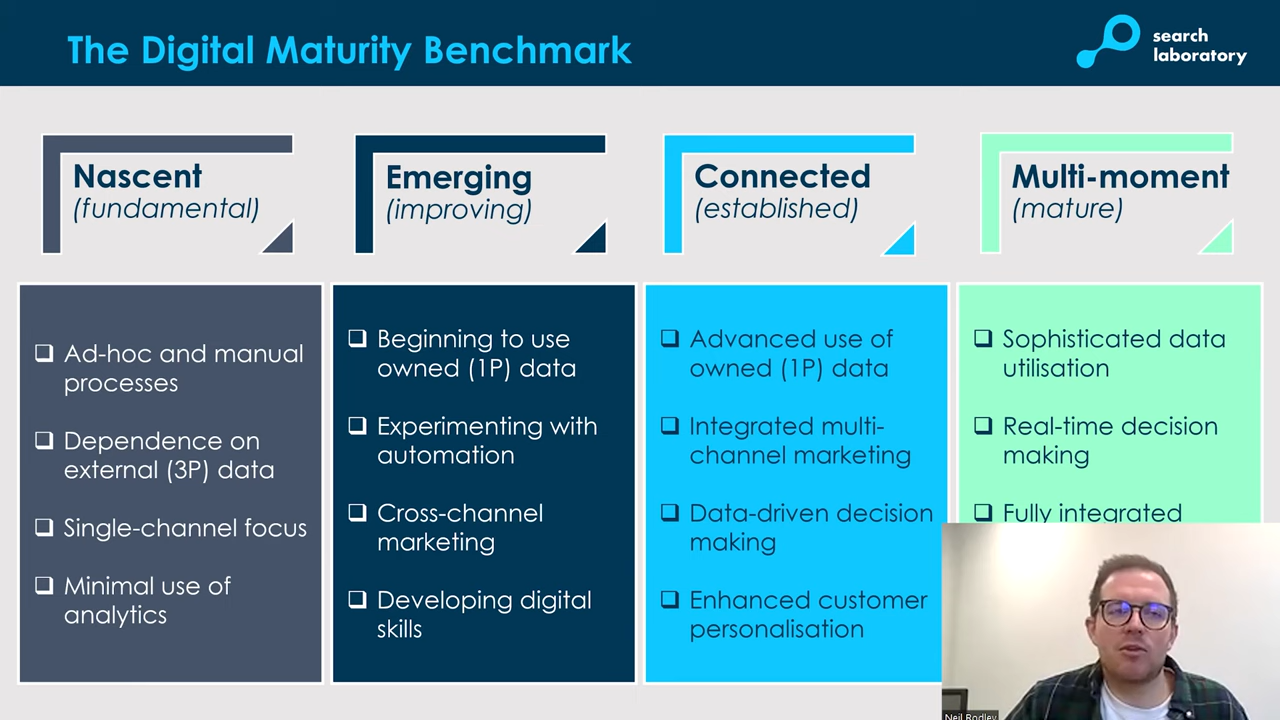 The Digital Maturity Benchmark
search
laboratory
Nascent
(fundamental)
Emerging
(improving)
Connected
(established)
Multi-moment
(mature)
Ad-hoc and manual
processes
Dependence on
external (3P) data
Single-channel focus
Minimal use of
analytics
Beginning to use
owned (1P) data
Experimenting with
automation
Cross-channel
marketing
Developing digital
skills
Advanced use of
owned (1P) data
Integrated multi-
channel marketing
Data-driven decision
making
Enhanced customer
personalisation
Sophisticated data
utilisation
Real-time decision
making
Fully integrated
Neil Rodley